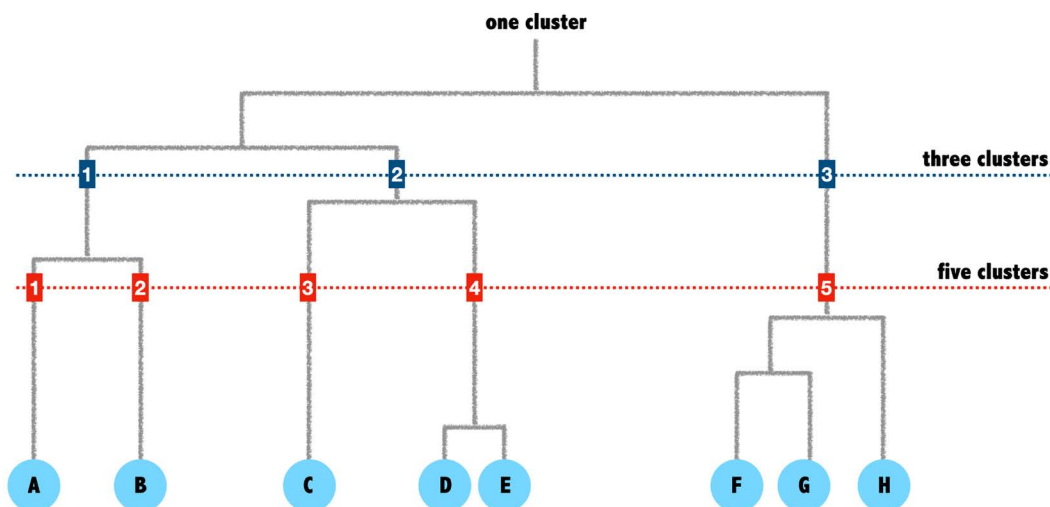 one cluster
three clusters
1 2 3
five clusters
1 2 3 4 5
A B C D E F G H